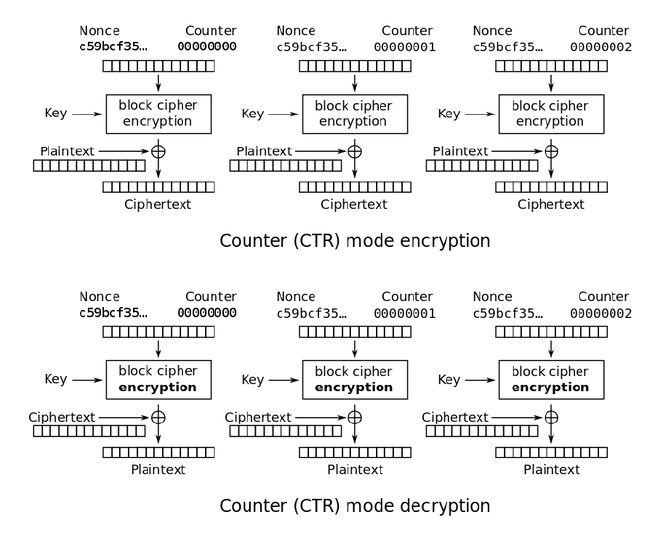 Nonce Counter Nonce Counter Nonce Counter
c59bcf35… 00000000 c59bcf35… 00000001 c59bcf35… 00000002
block cipher block cipher block cipher
Key Key Key
encryption encryption encryption
Plaintext Plaintext Plaintext
Ciphertext Ciphertext Ciphertext
Counter (CTR) mode encryption
Nonce Counter Nonce Counter Nonce Counter
c59bcf35… 00000000 c59bcf35… 00000001 c59bcf35… 00000002
block cipher block cipher block cipher
Key Key Key
encryption encryption encryption
Ciphertext Ciphertext Ciphertext
Plaintext Plaintext Plaintext
Counter (CTR) mode decryption